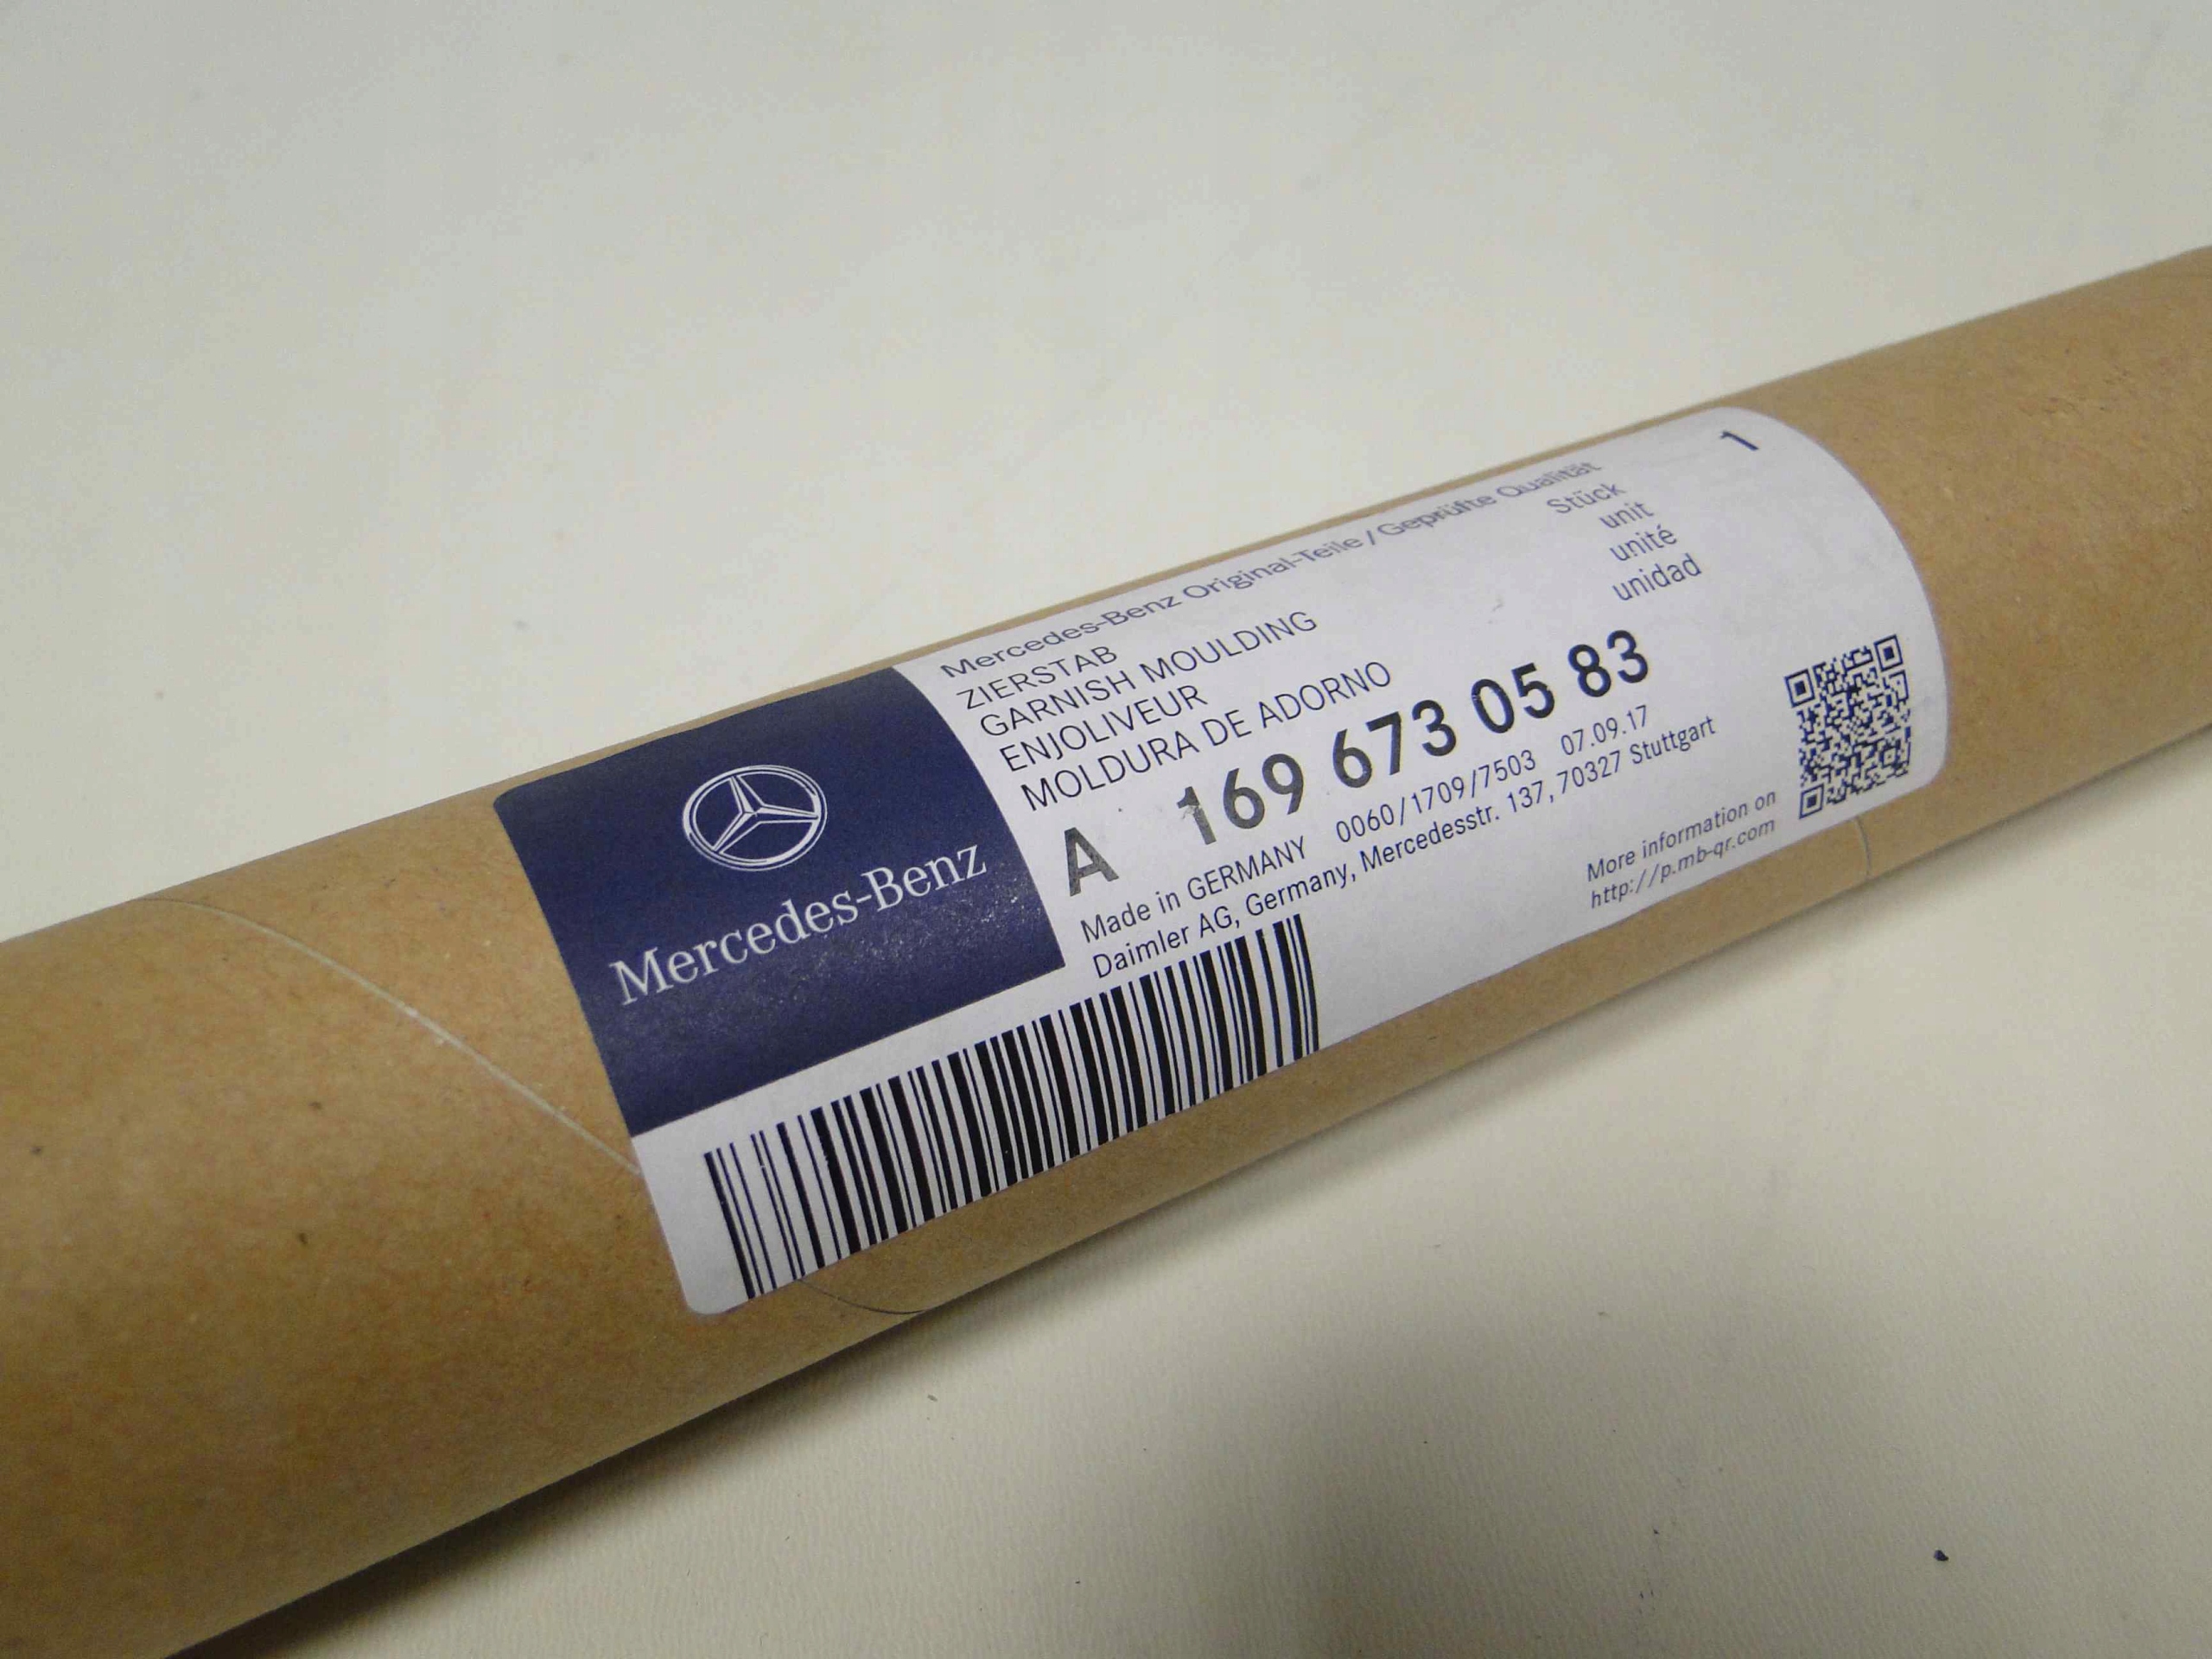 Mercedes-Benz
Mercedes-Benz Original-Teile / Geprüfte Qualität
ZIERSTAB
GARNISH MOULDING
ENJOLIVEUR
MOLDURA DE ADORNO
1
Stück
unit
unité
unidad
A 169 673 05 83
Made in GERMANY 0060/1709/7503 07.09.17
Daimler AG, Germany, Mercedesstr. 137, 70327 Stuttgart
More information on
http://p.mb-qr.com